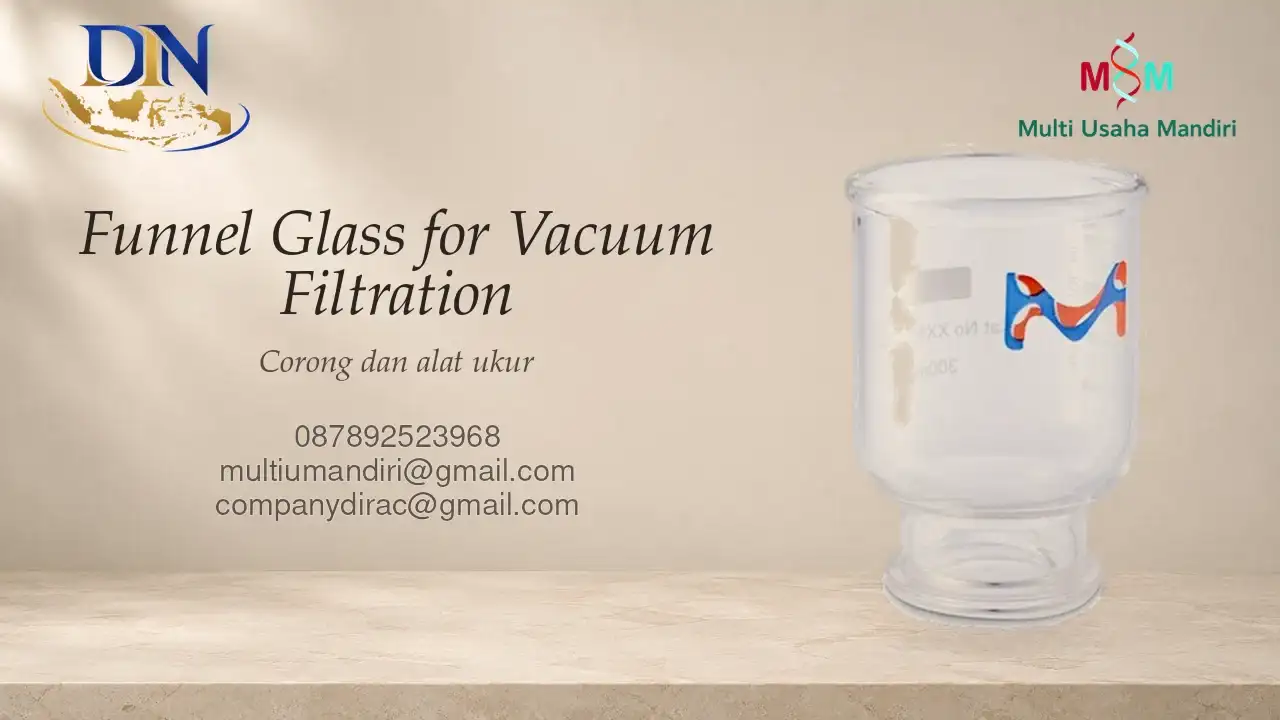 DN
M M
Multi Usaha Mandiri
Funnel Glass for Vacuum
Filtration
Corong dan alat ukur
087892523968
multiumandiri@gmail.com
companydirac@gmail.com